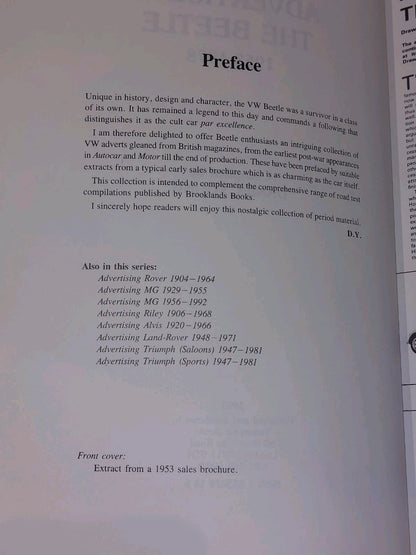 Preface
Unique in history, design and character, the VW Beetle was a survivor in a class
of its own. It has remained a legend to this day and commands a following that
distinguishes it as the cult car par excellence.
I am therefore delighted to offer Beetle enthusiasts an intriguing collection of
VW adverts gleaned from British magazines, from the earliest post-war appearances
in Autocar and Motor till the end of production. These have been prefaced by suitable
extracts from a typical early sales brochure which is as charming as the car itself.
This collection is intended to complement the comprehensive range of road test
compilations published by Brooklands Books.
I sincerely hope readers will enjoy this nostalgic collection of period material.
D.Y.
Also in this series:
Advertising Rover 1904–1964
Advertising MG 1929–1955
Advertising MG 1956–1992
Advertising Riley 1906–1968
Advertising Alvis 1920–1966
Advertising Land-Rover 1948–1971
Advertising Triumph (Saloons) 1947–1981
Advertising Triumph (Sports) 1947–1981
Front cover:
Extract from a 1953 sales brochure.